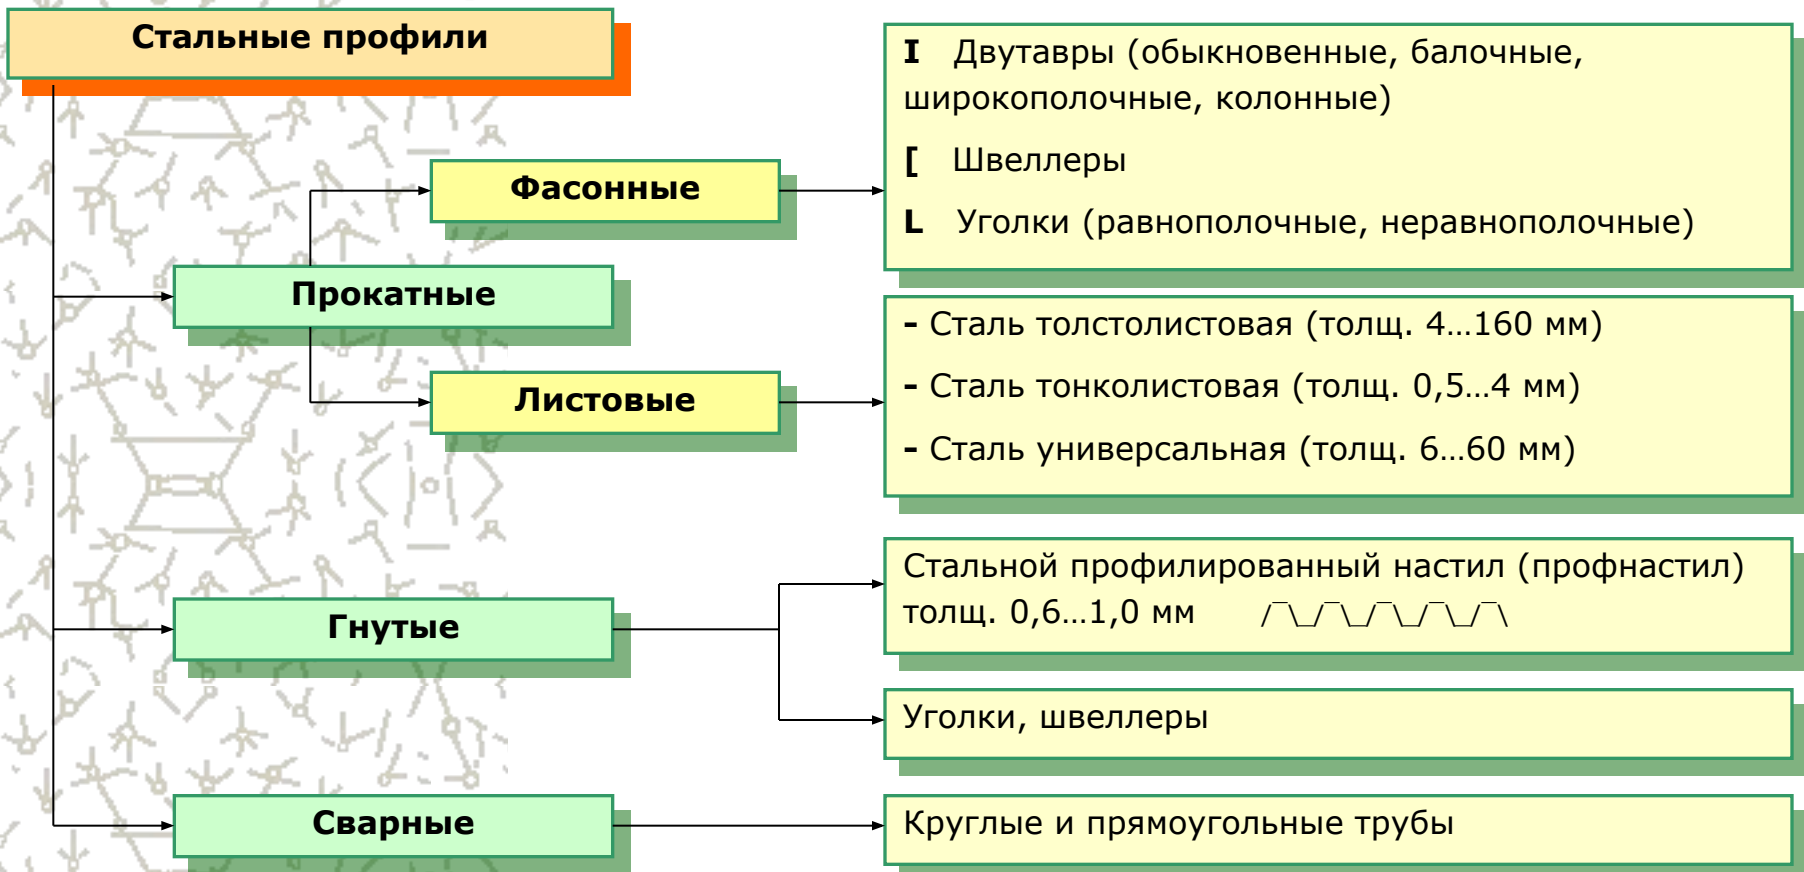 Стальные профили
I Двутавры (обыкновенные, балочные,
широкополочные, колонные)
[ Швеллеры
L Уголки (равнополочные, неравнополочные)
Фасонные
Прокатные
Листовые
- Сталь толстолистовая (толщ. 4…160 мм)
- Сталь тонколистовая (толщ. 0,5…4 мм)
- Сталь универсальная (толщ. 6…60 мм)
Гнутые
Стальной профилированный настил (профнастил)
толщ. 0,6…1,0 мм /¯\_/¯\_/¯\_/¯\_/¯\
Уголки, швеллеры
Сварные
Круглые и прямоугольные трубы